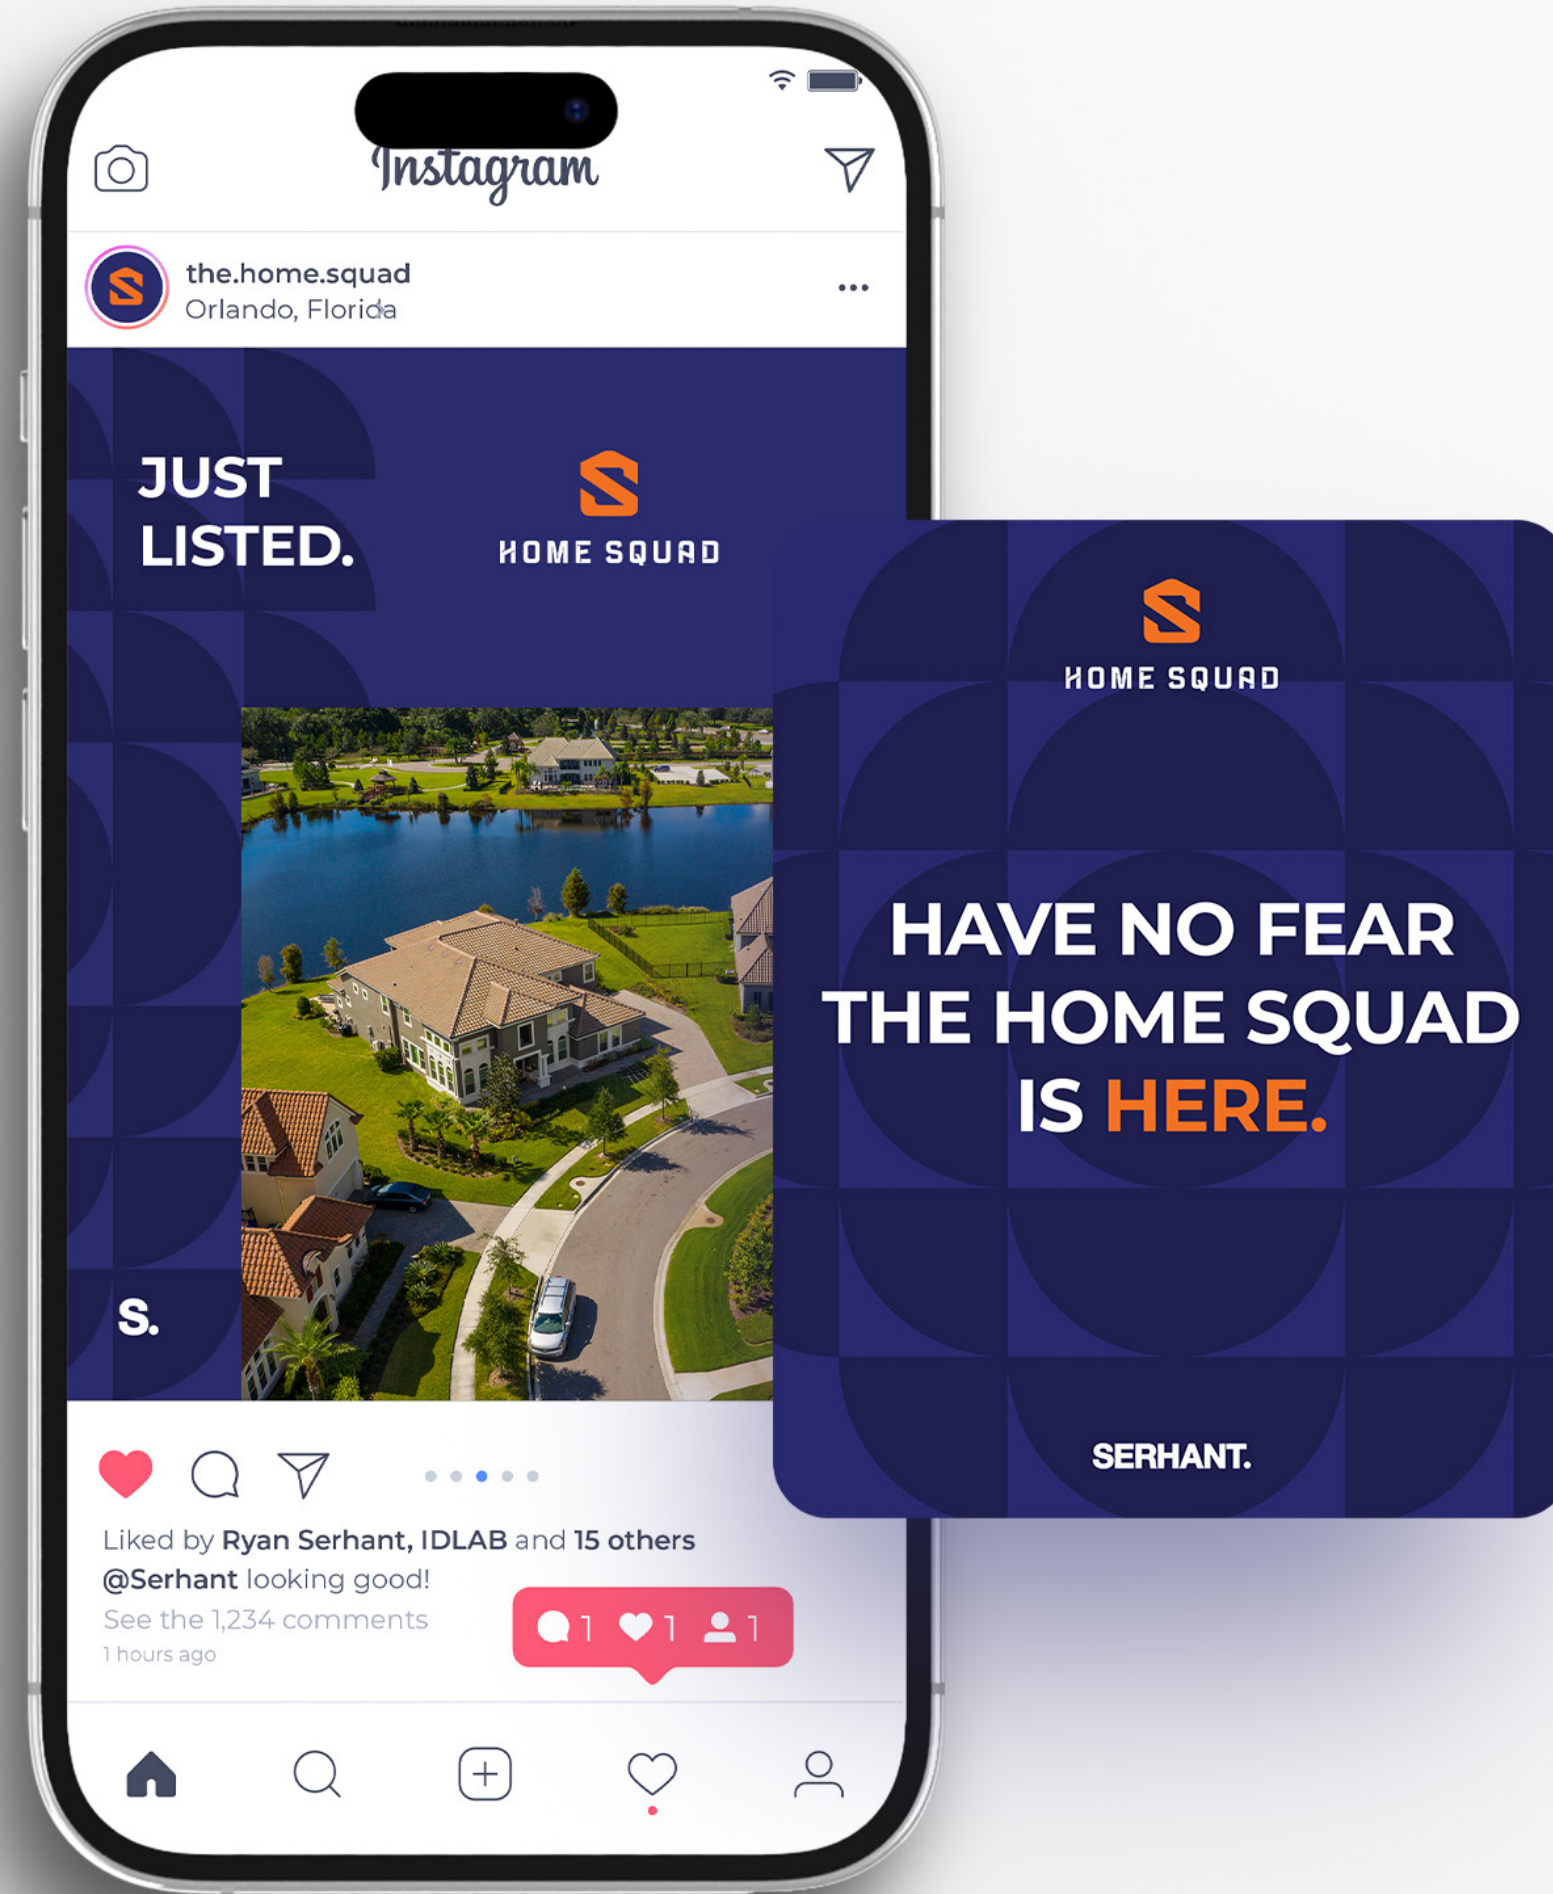 Instagram
the.home.squad
Orlando, Florida
JUST
LISTED.
HOME SQUAD
S.
HOME SQUAD
HAVE NO FEAR
THE HOME SQUAD
IS HERE.
SERHANT.
Liked by Ryan Serhant, IDLAB and 15 others
@Serhant looking good!
See the 1,234 comments
1 hours ago
1 1 1